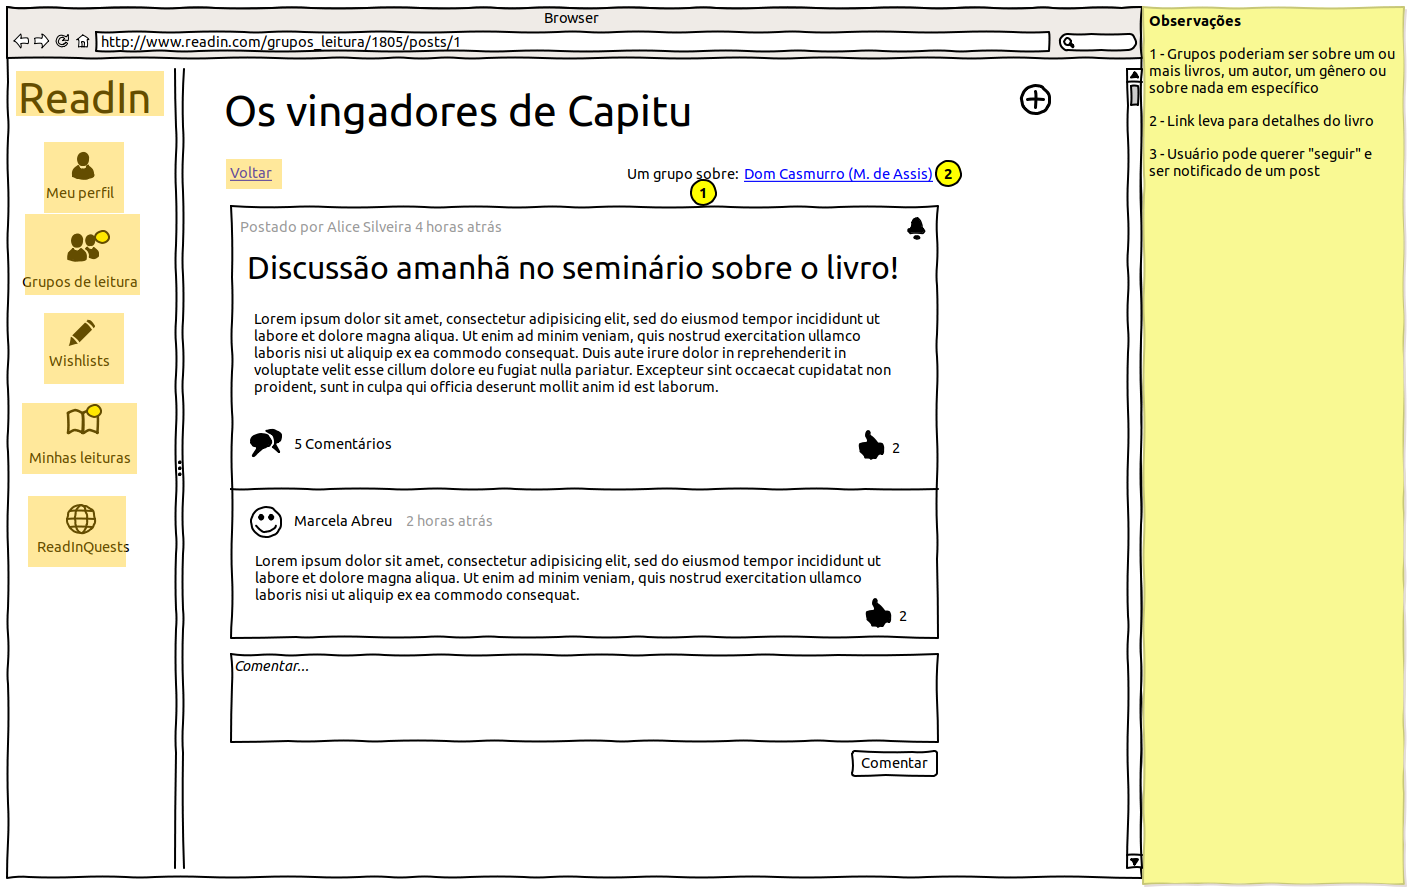 Browser
http://www.readin.com/grupos_leitura/1805/posts/1
ReadIn
Meu perfil
Grupos de leitura
Wishlists
Minhas leituras
ReadInQuests
Os vingadores de Capitu
Voltar
Um grupo sobre: Dom Casmurro (M. de Assis) 2
1
Postado por Alice Silveira 4 horas atrás
Discussão amanhã no seminário sobre o livro!
Lorem ipsum dolor sit amet, consectetur adipisicing elit, sed do eiusmod tempor incididunt ut
labore et dolore magna aliqua. Ut enim ad minim veniam, quis nostrud exercitation ullamco
laboris nisi ut aliquip ex ea commodo consequat. Duis aute irure dolor in reprehenderit in
voluptate velit esse cillum dolore eu fugiat nulla pariatur. Excepteur sint occaecat cupidatat non
proident, sunt in culpa qui officia deserunt mollit anim id est laborum.
5 Comentários
2
Marcela Abreu 2 horas atrás
Lorem ipsum dolor sit amet, consectetur adipisicing elit, sed do eiusmod tempor incididunt ut
labore et dolore magna aliqua. Ut enim ad minim veniam, quis nostrud exercitation ullamco
laboris nisi ut aliquip ex ea commodo consequat.
2
Comentar...
Comentar
Observações
1 - Grupos poderiam ser sobre um ou
mais livros, um autor, um gênero ou
sobre nada em específico
2 - Link leva para detalhes do livro
3 - Usuário pode querer "seguir" e
ser notificado de um post